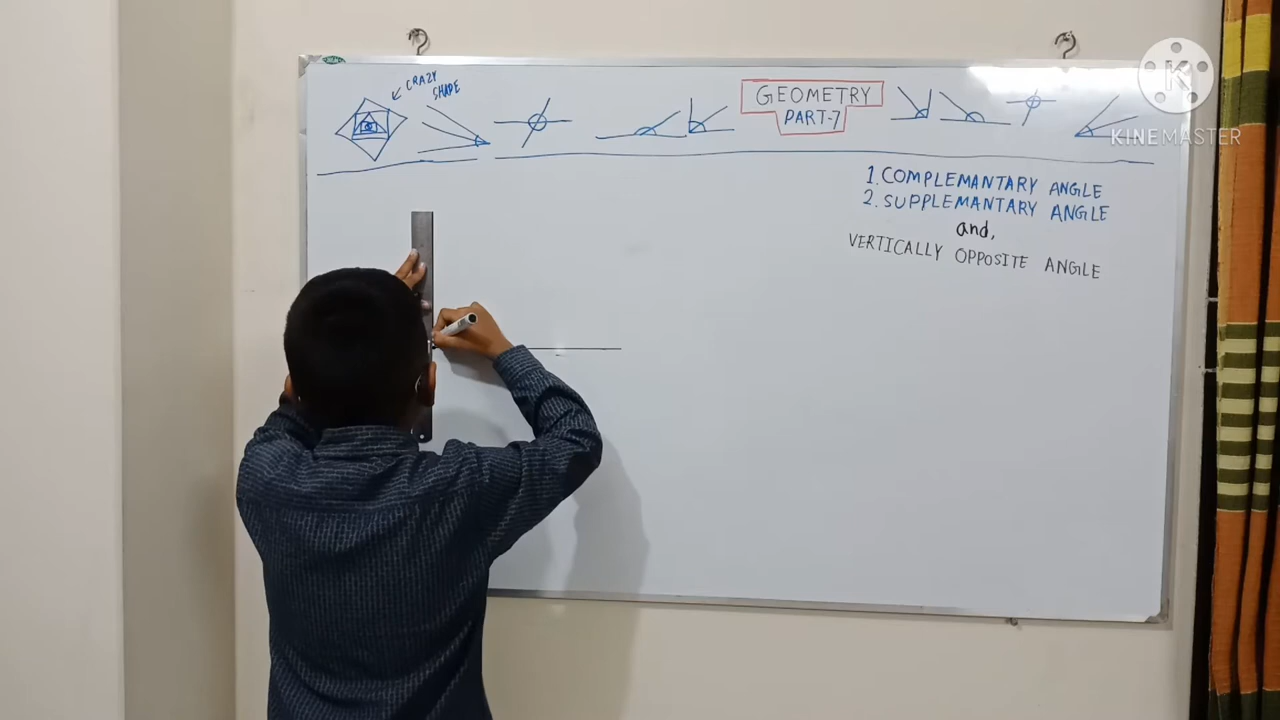 CRAZY
SHAPE
GEOMETRY
PART-7
K
KINEMASTER
1. COMPLEMANTARY ANGLE
2. SUPPLEMANTARY ANGLE
and,
VERTICALLY OPPOSITE ANGLE